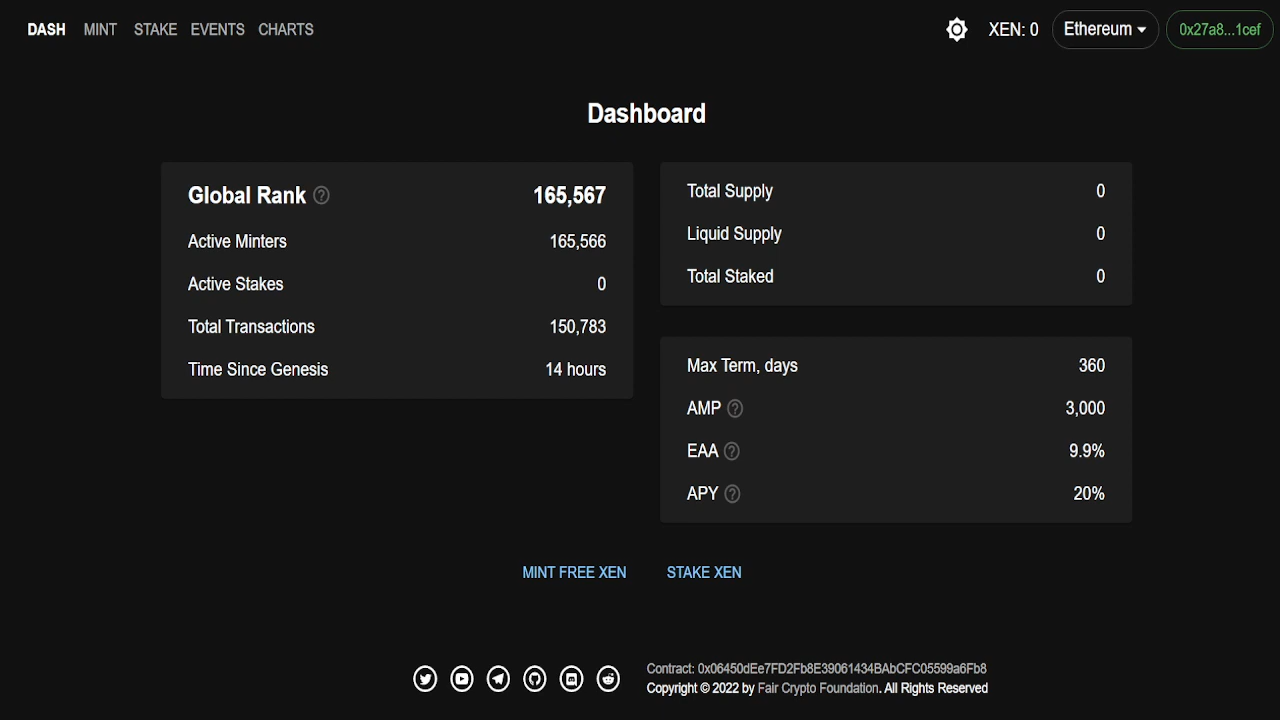 DASH MINT STAKE EVENTS CHARTS XEN: 0 Ethereum 0x27a8...1cef
Dashboard
Global Rank ? 165,567
Active Minters 165,566
Active Stakes 0
Total Transactions 150,783
Time Since Genesis 14 hours
Total Supply 0
Liquid Supply 0
Total Staked 0
Max Term, days 360
AMP ? 3,000
EAA ? 9.9%
APY ? 20%
MINT FREE XEN STAKE XEN
Contract: 0x06450dEe7FD2Fb8E39061434BAbCFC05599a6Fb8
Copyright © 2022 by Fair Crypto Foundation. All Rights Reserved